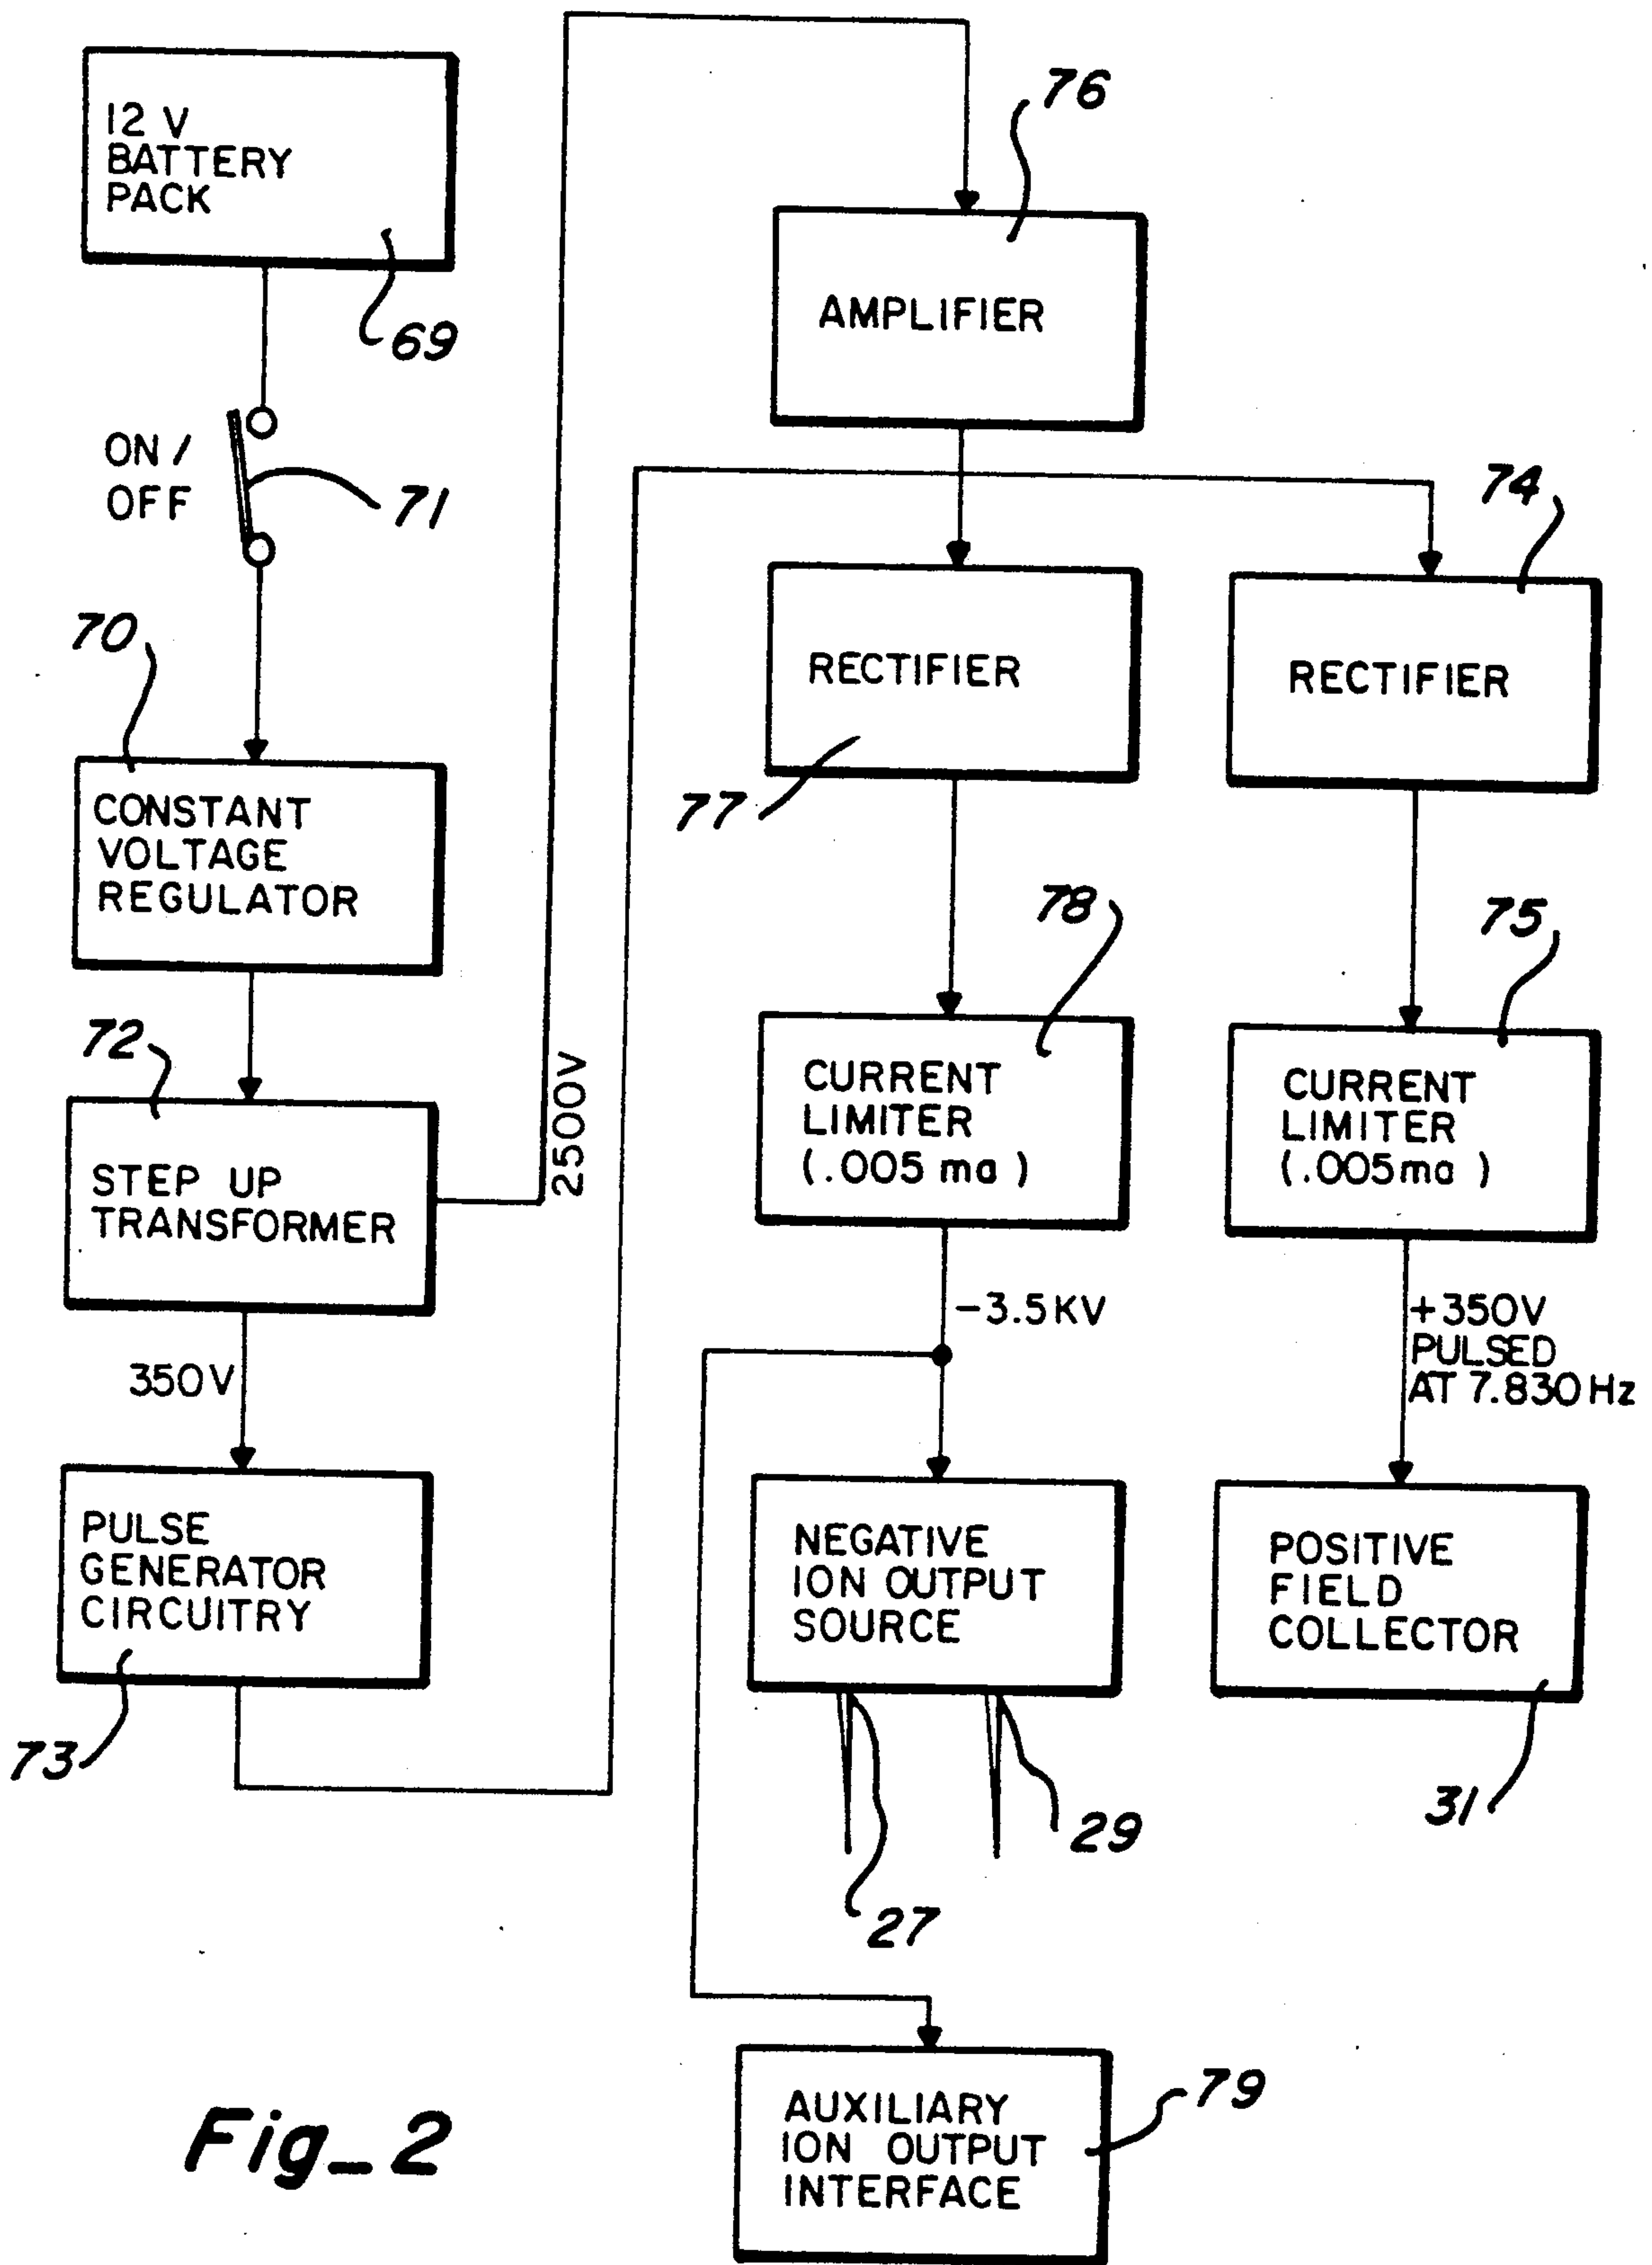 12 V
BATTERY
PACK
69
ON /
OFF
71
70
CONSTANT
VOLTAGE
REGULATOR
72
STEP UP
TRANSFORMER
2500V
350V
PULSE
GENERATOR
CIRCUITRY
73
76
AMPLIFIER
74
RECTIFIER
77
RECTIFIER
78
CURRENT
LIMITER
(.005 ma )
75
CURRENT
LIMITER
(.005ma )
-3.5KV
+350V
PULSED
AT 7.830Hz
NEGATIVE
ION OUTPUT
SOURCE
27
29
POSITIVE
FIELD
COLLECTOR
31
AUXILIARY
ION OUTPUT
INTERFACE
79
Fig_2